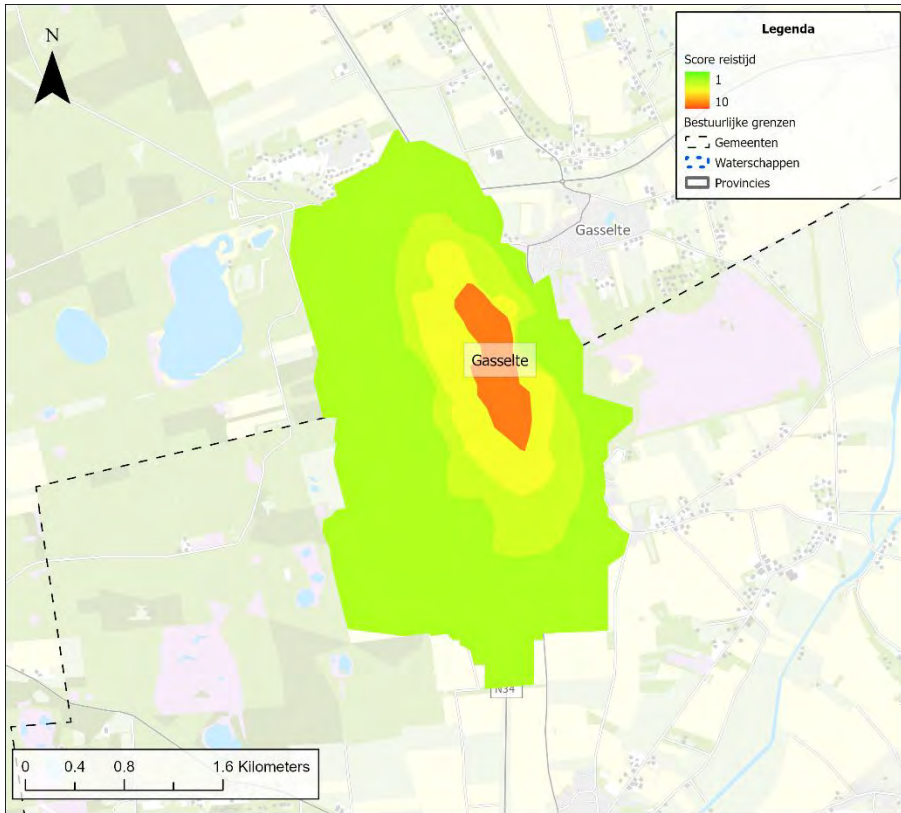 N
Legenda
Score reistijd
1
10
Bestuurlijke grenzen
Gemeenten
Waterschappen
Provincies
Gasselte
Gasselte
N34
0 0.4 0.8 1.6 Kilometers